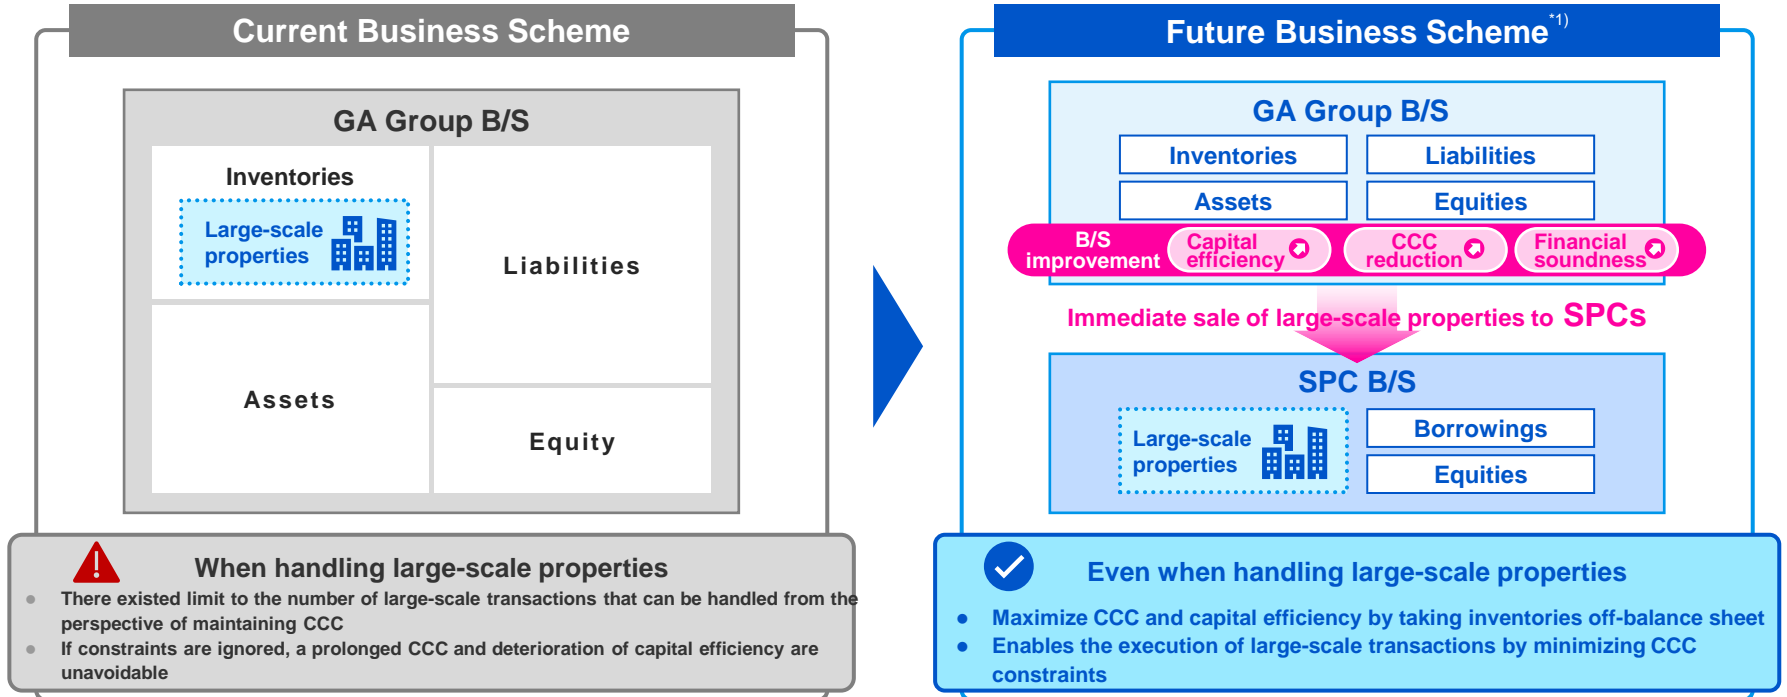 Current Business Scheme
GA Group B/S
Inventories
Large-scale
properties
Liabilities
Assets
Equity
When handling large-scale properties
● There existed limit to the number of large-scale transactions that can be handled from the
perspective of maintaining CCC
● If constraints are ignored, a prolonged CCC and deterioration of capital efficiency are
unavoidable
Future Business Scheme*1)
GA Group B/S
Inventories
Liabilities
Assets
Equities
B/S
improvement
Capital
efficiency
CCC
reduction
Financial
soundness
Immediate sale of large-scale properties to SPCs
SPC B/S
Large-scale
properties
Borrowings
Equities
Even when handling large-scale properties
● Maximize CCC and capital efficiency by taking inventories off-balance sheet
● Enables the execution of large-scale transactions by minimizing CCC
constraints